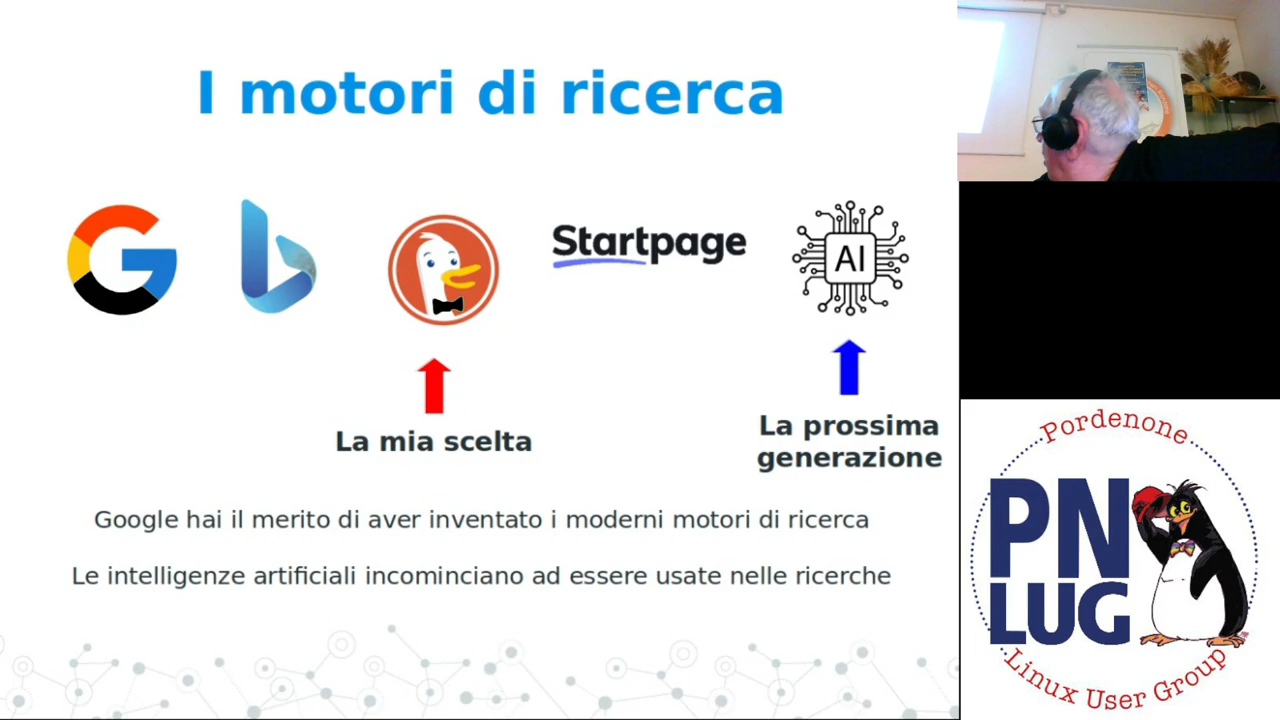 I motori di ricerca
G
b
Startpage
AI
La mia scelta
La prossima
generazione
Google hai il merito di aver inventato i moderni motori di ricerca
Le intelligenze artificiali incominciano ad essere usate nelle ricerche
Pordenone
PN
LUG
Linux User Group